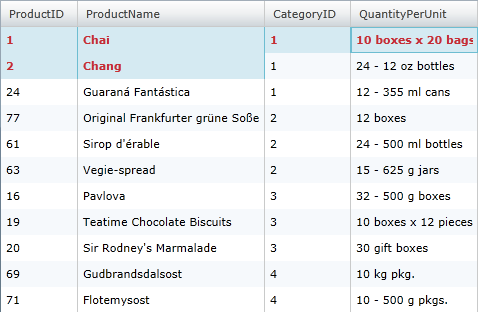 ProductID ProductName CategoryID QuantityPerUnit
1 Chai 1 10 boxes x 20 bags
2 Chang 1 24 - 12 oz bottles
24 Guaraná Fantástica 1 12 - 355 ml cans
77 Original Frankfurter grüne Soße 2 12 boxes
61 Sirop d'érable 2 24 - 500 ml bottles
63 Vegie-spread 2 15 - 625 g jars
16 Pavlova 3 32 - 500 g boxes
19 Teatime Chocolate Biscuits 3 10 boxes x 12 pieces
20 Sir Rodney's Marmalade 3 30 gift boxes
69 Gudbrandsdalsost 4 10 kg pkg.
71 Flotemysost 4 10 - 500 g pkgs.